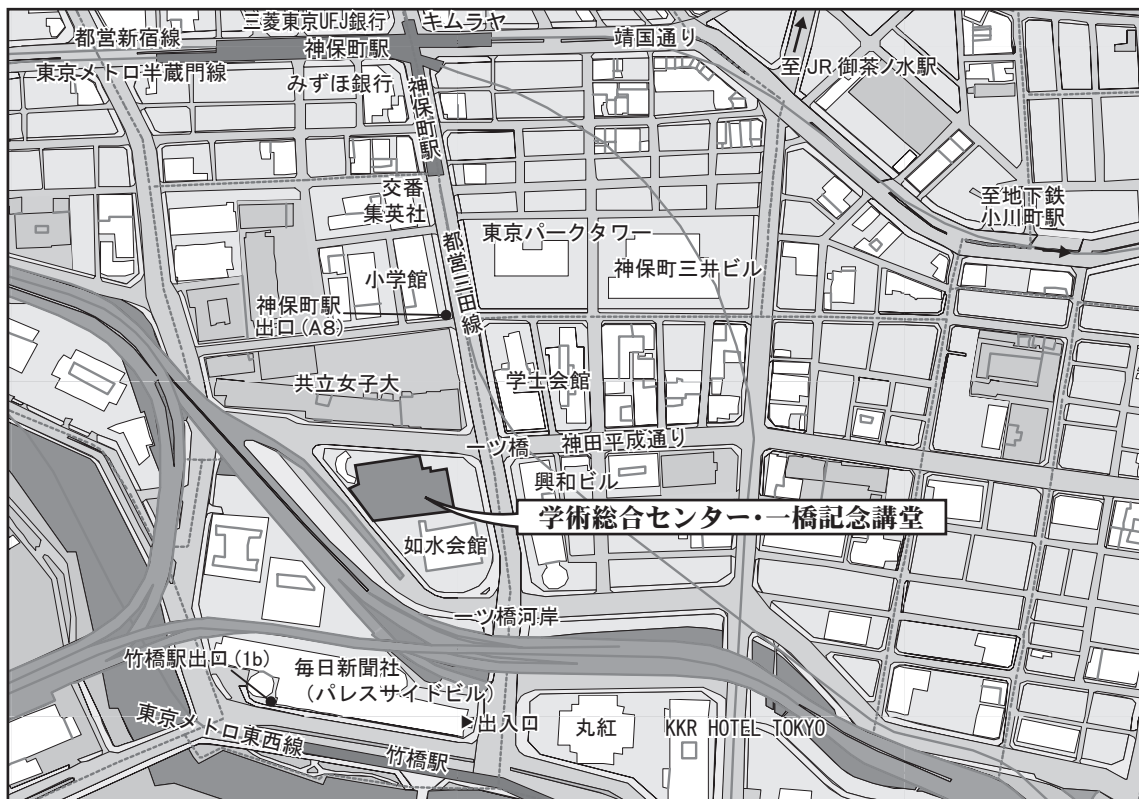 三菱東京UFJ銀行
キムラヤ
都営新宿線
神保町駅
靖国通り
東京メトロ半蔵門線
みずほ銀行
神保町駅
至JR御茶ノ水駅
交番
集英社
至地下鉄
小川町駅
都営三田線
東京パークタワー
神保町三井ビル
小学館
神保町駅
出口(A8)
共立女子大
学士会館
一ツ橋
神田平成通り
興和ビル
学術総合センター・一橋記念講堂
如水会館
一ツ橋河岸
竹橋駅出口(1b)
毎日新聞社
(パレスサイドビル)
出入口
東京メトロ東西線
竹橋駅
丸紅
KKR HOTEL TOKYO